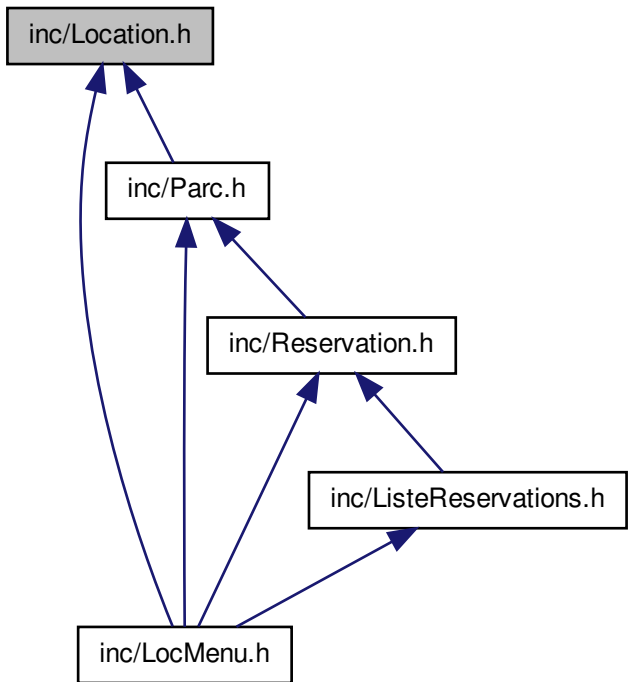 inc/Location.h
inc/Parc.h
inc/Reservation.h
inc/ListeReservations.h
inc/LocMenu.h